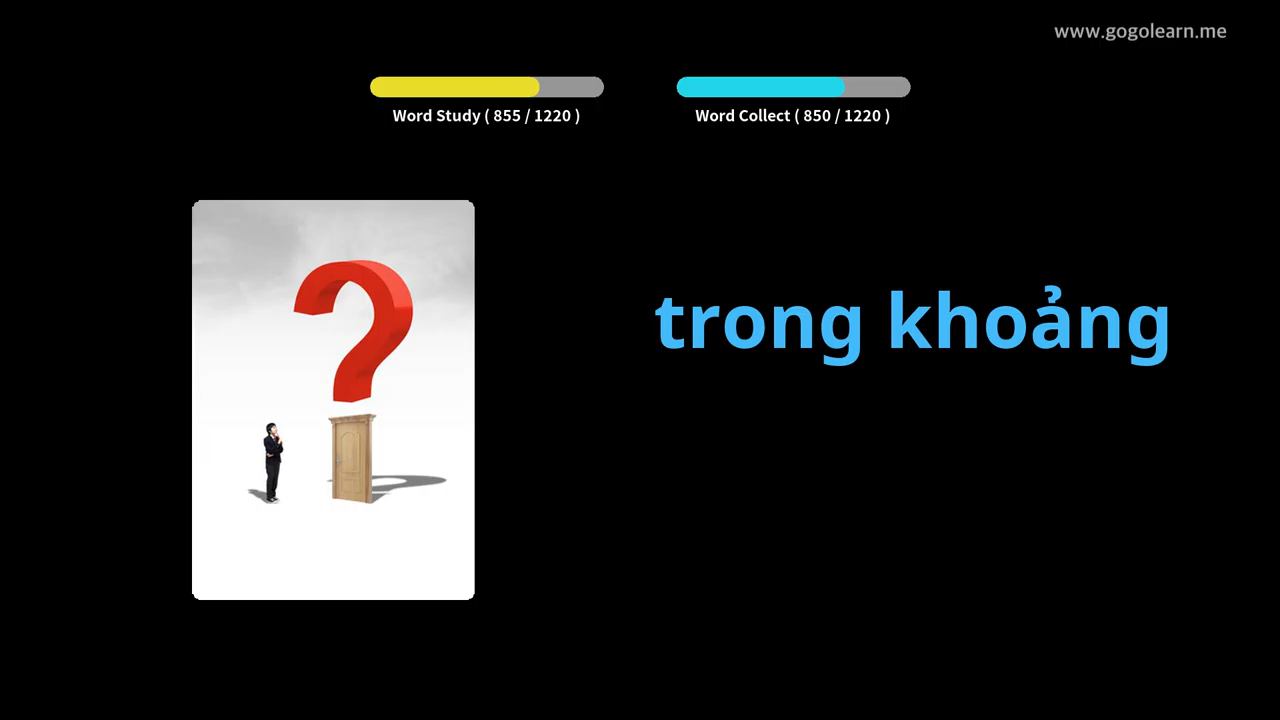 www.gogolearn.me
Word Study ( 855 / 1220 )
Word Collect ( 850 / 1220 )
?
trong khoảng